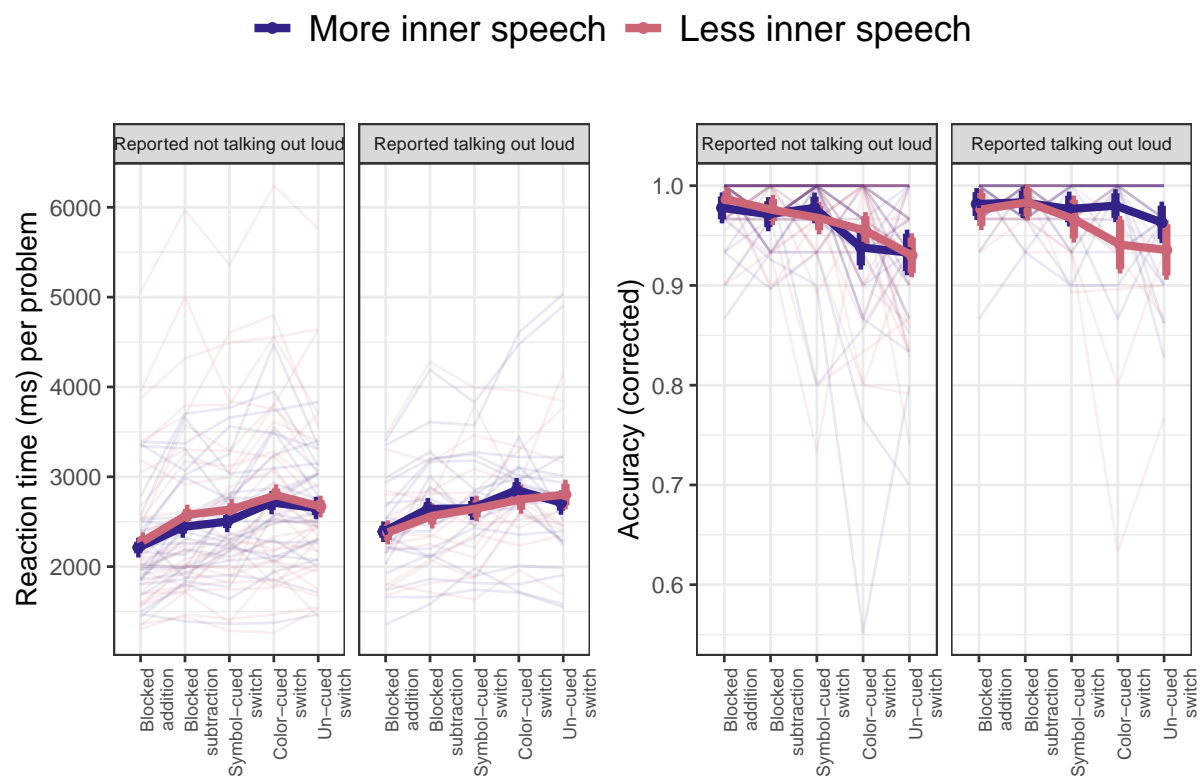 More inner speech Less inner speech
Reported not talking out loud Reported talking out loud
Reaction time (ms) per problem
6000
5000
4000
3000
2000
Blocked
addition
Blocked
subtraction
Symbol−cued
switch
Color−cued
switch
Un−cued
switch
Blocked
addition
Blocked
subtraction
Symbol−cued
switch
Color−cued
switch
Un−cued
switch
Reported not talking out loud Reported talking out loud
Accuracy (corrected)
1.0
0.9
0.8
0.7
0.6
Blocked
addition
Blocked
subtraction
Symbol−cued
switch
Color−cued
switch
Un−cued
switch
Blocked
addition
Blocked
subtraction
Symbol−cued
switch
Color−cued
switch
Un−cued
switch